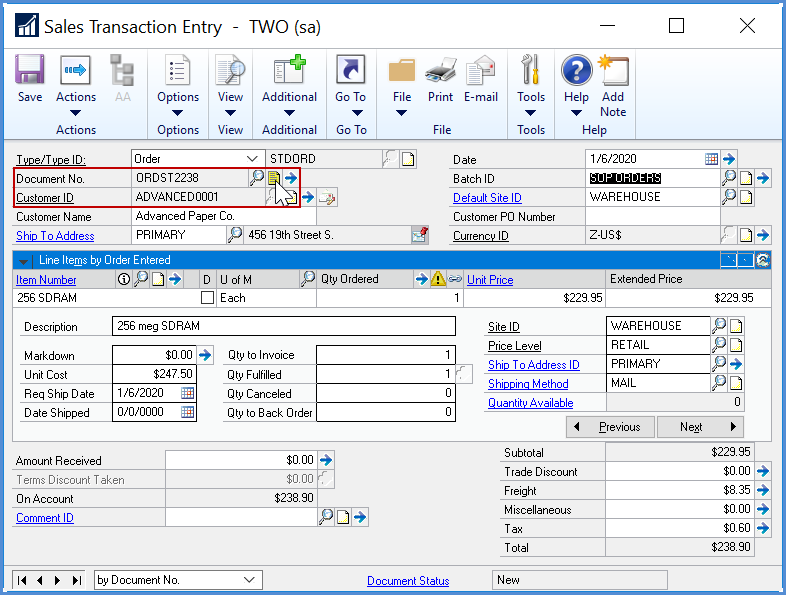 Sales Transaction Entry - TWO (sa)
Save Actions AA Options View Additional Go To File Print E-mail Tools Help Add Note
Actions Options View Additional Go To File Tools Help
Type/Type ID: Order STDORD Date 1/6/2020
Document No. ORDST2238 Batch ID SOP ORDERS
Customer ID ADVANCED0001 Default Site ID WAREHOUSE
Customer Name Advanced Paper Co. Customer PO Number
Ship To Address PRIMARY 456 19th Street S. Currency ID Z-US$
Line Items by Order Entered
Item Number D U of M Qty Ordered Unit Price Extended Price
256 SDRAM Each 1 $229.95 $229.95
Description 256 meg SDRAM Site ID WAREHOUSE
Price Level RETAIL
Markdown $0.00 Qty to Invoice 1 Ship To Address ID PRIMARY
Unit Cost $247.50 Qty Fulfilled 1 Shipping Method MAIL
Req Ship Date 1/6/2020 Qty Canceled 0 Quantity Available 0
Date Shipped 0/0/0000 Qty to Back Order 0
Previous Next
Amount Received $0.00 Subtotal $229.95
Terms Discount Taken $0.00 Trade Discount $0.00
On Account $238.90 Freight $8.35
Comment ID Miscellaneous $0.00
Tax $0.60
Total $238.90
by Document No. Document Status New